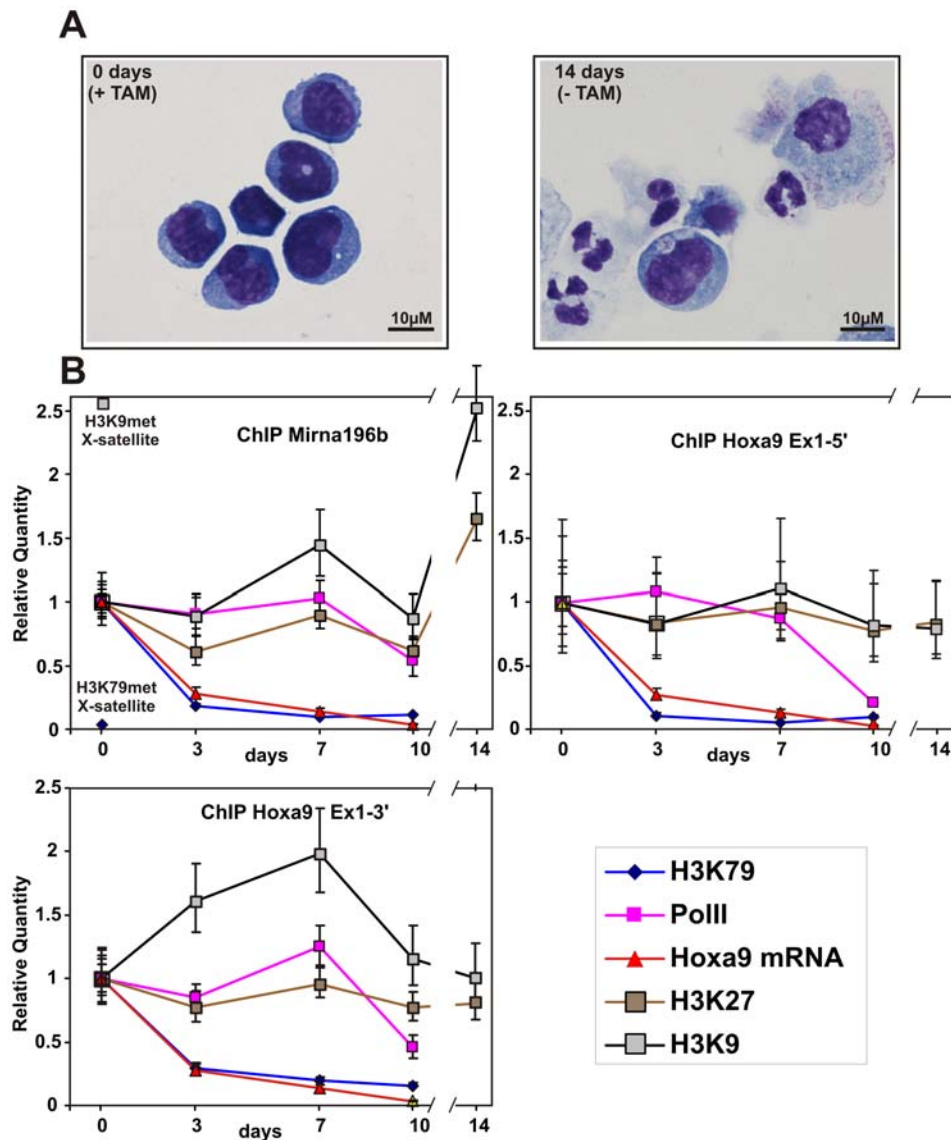 A
0 days
(+ TAM)
10µM
14 days
(- TAM)
10µM
B
ChIP Mirna196b
H3K9met
X-satellite
H3K79met
X-satellite
Relative Quantity
2.5
2
1.5
1
0.5
0
0 3 7 10 14
days
ChIP Hoxa9 Ex1-5'
2.5
2
1.5
1
0.5
0
0 3 7 10 14
days
ChIP Hoxa9 Ex1-3'
Relative Quantity
2.5
2
1.5
1
0.5
0
0 3 7 10 14
days
H3K79
PolII
Hoxa9 mRNA
H3K27
H3K9